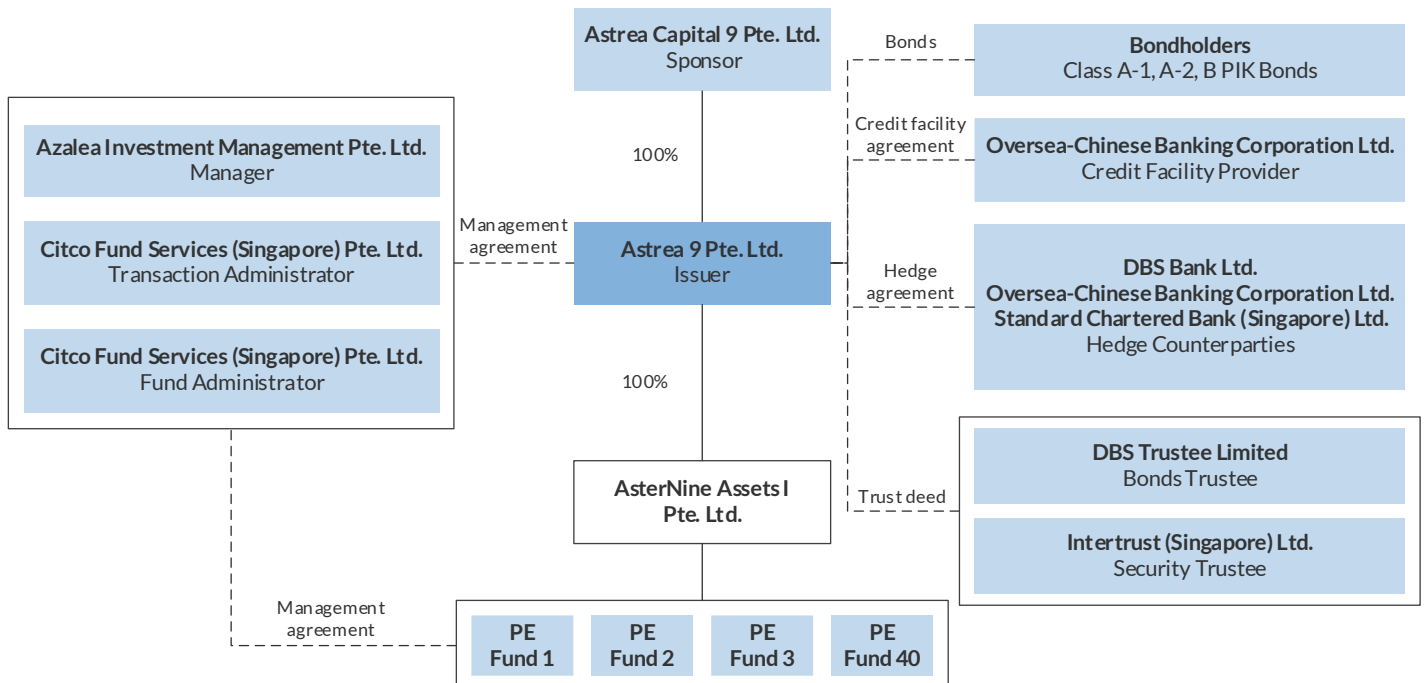 Astrea Capital 9 Pte. Ltd.
Sponsor
Bonds
Bondholders
Class A-1, A-2, B PIK Bonds
Azalea Investment Management Pte. Ltd.
Manager
100%
Credit facility
agreement
Oversea-Chinese Banking Corporation Ltd.
Credit Facility Provider
Citco Fund Services (Singapore) Pte. Ltd.
Transaction Administrator
Management
agreement
Astrea 9 Pte. Ltd.
Issuer
Hedge
agreement
DBS Bank Ltd.
Oversea-Chinese Banking Corporation Ltd.
Standard Chartered Bank (Singapore) Ltd.
Hedge Counterparties
Citco Fund Services (Singapore) Pte. Ltd.
Fund Administrator
100%
AsterNine Assets I
Pte. Ltd.
Trust deed
DBS Trustee Limited
Bonds Trustee
Intertrust (Singapore) Ltd.
Security Trustee
Management
agreement
PE
Fund 1
PE
Fund 2
PE
Fund 3
PE
Fund 40